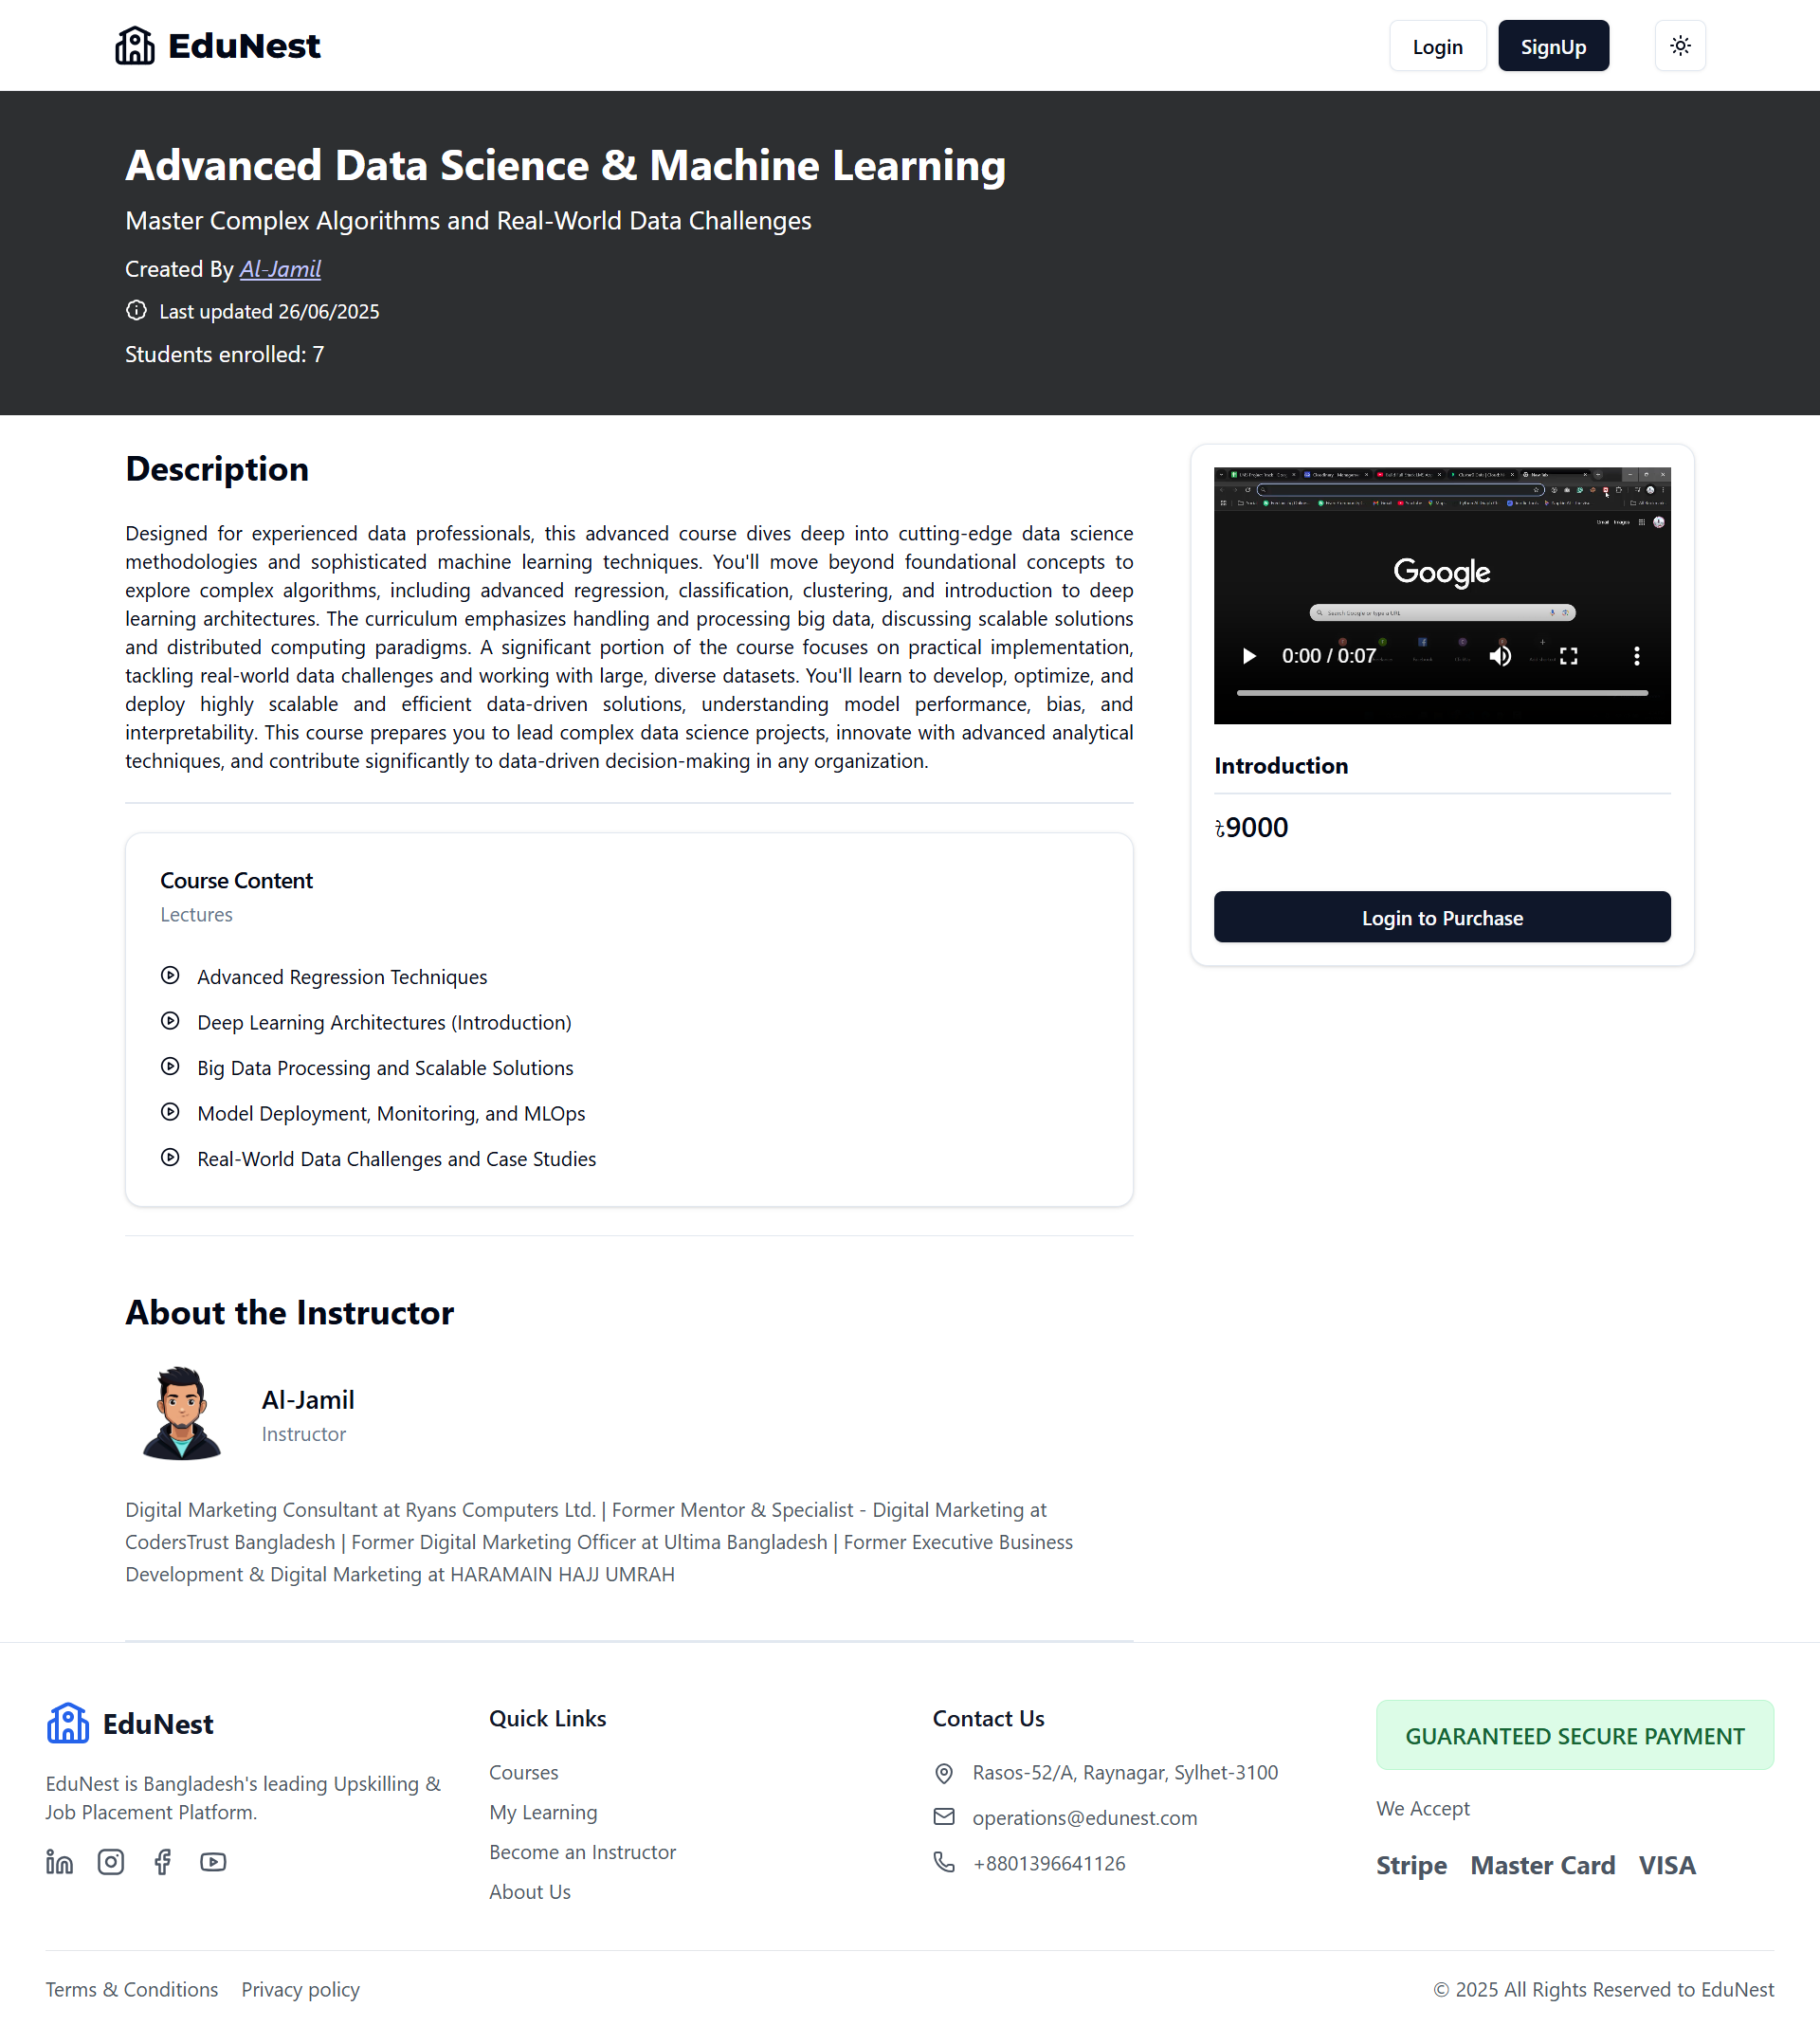 EduNest
Login
SignUp
Advanced Data Science & Machine Learning
Master Complex Algorithms and Real-World Data Challenges
Created By Al-Jamil
Last updated 26/06/2025
Students enrolled: 7
Description
Designed for experienced data professionals, this advanced course dives deep into cutting-edge data science
methodologies and sophisticated machine learning techniques. You'll move beyond foundational concepts to
explore complex algorithms, including advanced regression, classification, clustering, and introduction to deep
learning architectures. The curriculum emphasizes handling and processing big data, discussing scalable solutions
and distributed computing paradigms. A significant portion of the course focuses on practical implementation,
tackling real-world data challenges and working with large, diverse datasets. You'll learn to develop, optimize, and
deploy highly scalable and efficient data-driven solutions, understanding model performance, bias, and
interpretability. This course prepares you to lead complex data science projects, innovate with advanced analytical
techniques, and contribute significantly to data-driven decision-making in any organization.
Course Content
Lectures
Advanced Regression Techniques
Deep Learning Architectures (Introduction)
Big Data Processing and Scalable Solutions
Model Deployment, Monitoring, and MLOps
Real-World Data Challenges and Case Studies
Gmail Images
Google
Search Google or type a URL
0:00 / 0:07
Introduction
৳9000
Login to Purchase
About the Instructor
Al-Jamil
Instructor
Digital Marketing Consultant at Ryans Computers Ltd. | Former Mentor & Specialist - Digital Marketing at
CodersTrust Bangladesh | Former Digital Marketing Officer at Ultima Bangladesh | Former Executive Business
Development & Digital Marketing at HARAMAIN HAJJ UMRAH
EduNest
EduNest is Bangladesh's leading Upskilling &
Job Placement Platform.
Quick Links
Courses
My Learning
Become an Instructor
About Us
Contact Us
Rasos-52/A, Raynagar, Sylhet-3100
operations@edunest.com
+8801396641126
GUARANTEED SECURE PAYMENT
We Accept
Stripe Master Card VISA
Terms & Conditions Privacy policy
© 2025 All Rights Reserved to EduNest